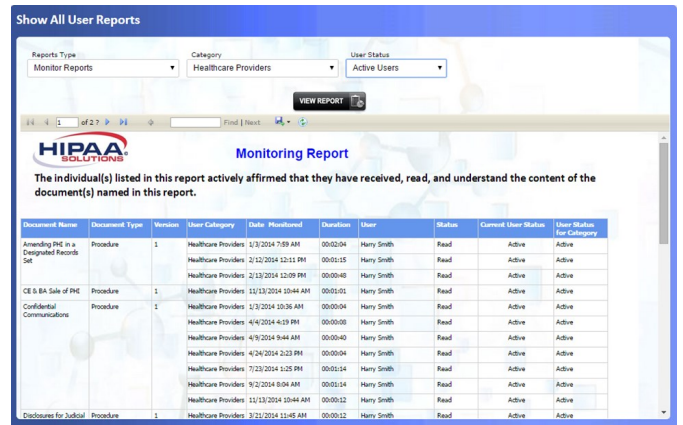 Show All User Reports
Reports Type Category User Status
Monitor Reports Healthcare Providers Active Users
VIEW REPORT
1 of 2 ? Find | Next
HIPAA
SOLUTIONS
Monitoring Report
The individual(s) listed in this report actively affirmed that they have received, read, and understand the content of the
document(s) named in this report.
Document Name Document Type Version User Category Date Monitored Duration User Status Current User Status User Status
for Category
Amending PHI in a Procedure 1 Healthcare Providers 1/3/2014 7:59 AM 00:02:04 Harry Smith Read Active Active
Designated Records
Set
Healthcare Providers 2/12/2014 12:11 PM 00:01:15 Harry Smith Read Active Active
Healthcare Providers 2/13/2014 12:09 PM 00:00:48 Harry Smith Read Active Active
CE & BA Sale of PHI Procedure 1 Healthcare Providers 11/13/2014 10:44 AM 00:01:01 Harry Smith Read Active Active
Confidential Procedure 1 Healthcare Providers 1/3/2014 10:36 AM 00:00:04 Harry Smith Read Active Active
Communications
Healthcare Providers 4/4/2014 4:19 PM 00:00:08 Harry Smith Read Active Active
Healthcare Providers 4/9/2014 9:44 AM 00:00:40 Harry Smith Read Active Active
Healthcare Providers 4/24/2014 2:23 PM 00:00:04 Harry Smith Read Active Active
Healthcare Providers 7/23/2014 1:25 PM 00:01:14 Harry Smith Read Active Active
Healthcare Providers 9/2/2014 8:04 AM 00:01:14 Harry Smith Read Active Active
Healthcare Providers 11/13/2014 10:44 AM 00:00:12 Harry Smith Read Active Active
Disclosures for Judicial Procedure 1 Healthcare Providers 3/21/2014 11:45 AM 00:00:12 Harry Smith Read Active Active